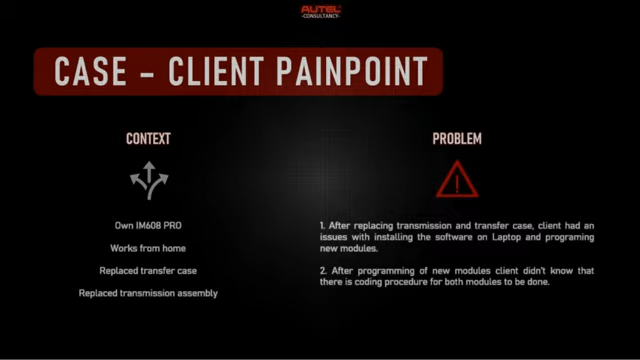 AUTEL
-CONSULTANCY-
CASE – CLIENT PAINPOINT
CONTEXT
Own IM608 PRO
Works from home
Replaced transfer case
Replaced transmission assembly
PROBLEM
1. After replacing transmission and transfer case, client had an
issues with installing the software on Laptop and programing
new modules.
2. After programming of new modules client didn't know that
there is coding procedure for both modules to be done.